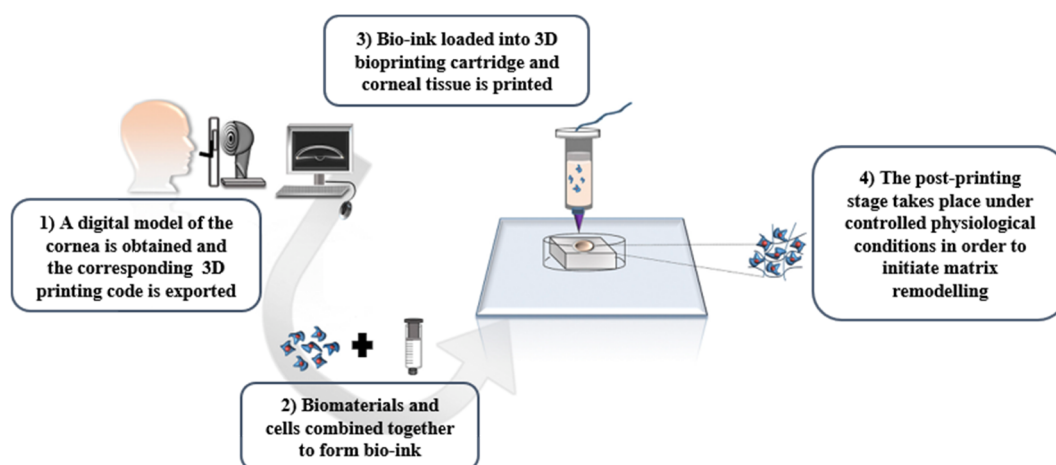 1) A digital model of the
cornea is obtained and
the corresponding 3D
printing code is exported
2) Biomaterials and
cells combined together
to form bio-ink
3) Bio-ink loaded into 3D
bioprinting cartridge and
corneal tissue is printed
4) The post-printing
stage takes place under
controlled physiological
conditions in order to
initiate matrix
remodelling